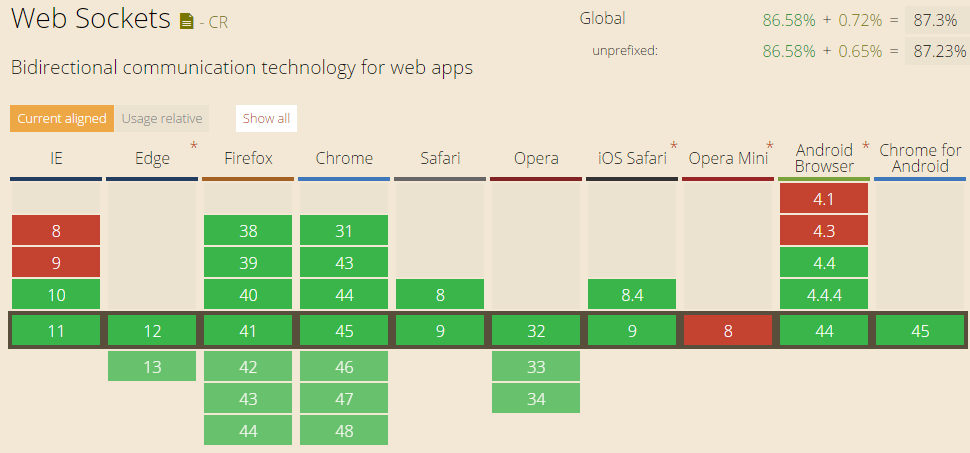 Web Sockets - CR
Global 86.58% + 0.72% = 87.3%
unprefixed: 86.58% + 0.65% = 87.23%
Bidirectional communication technology for web apps
Current aligned Usage relative Show all
IE Edge * Firefox Chrome Safari Opera iOS Safari * Opera Mini * Android Browser * Chrome for Android
4.1
8 38 31 4.3
9 39 43 4.4
10 40 44 8 8.4 4.4.4
11 12 41 45 9 32 9 8 44 45
13 42 46 33
43 47 34
44 48